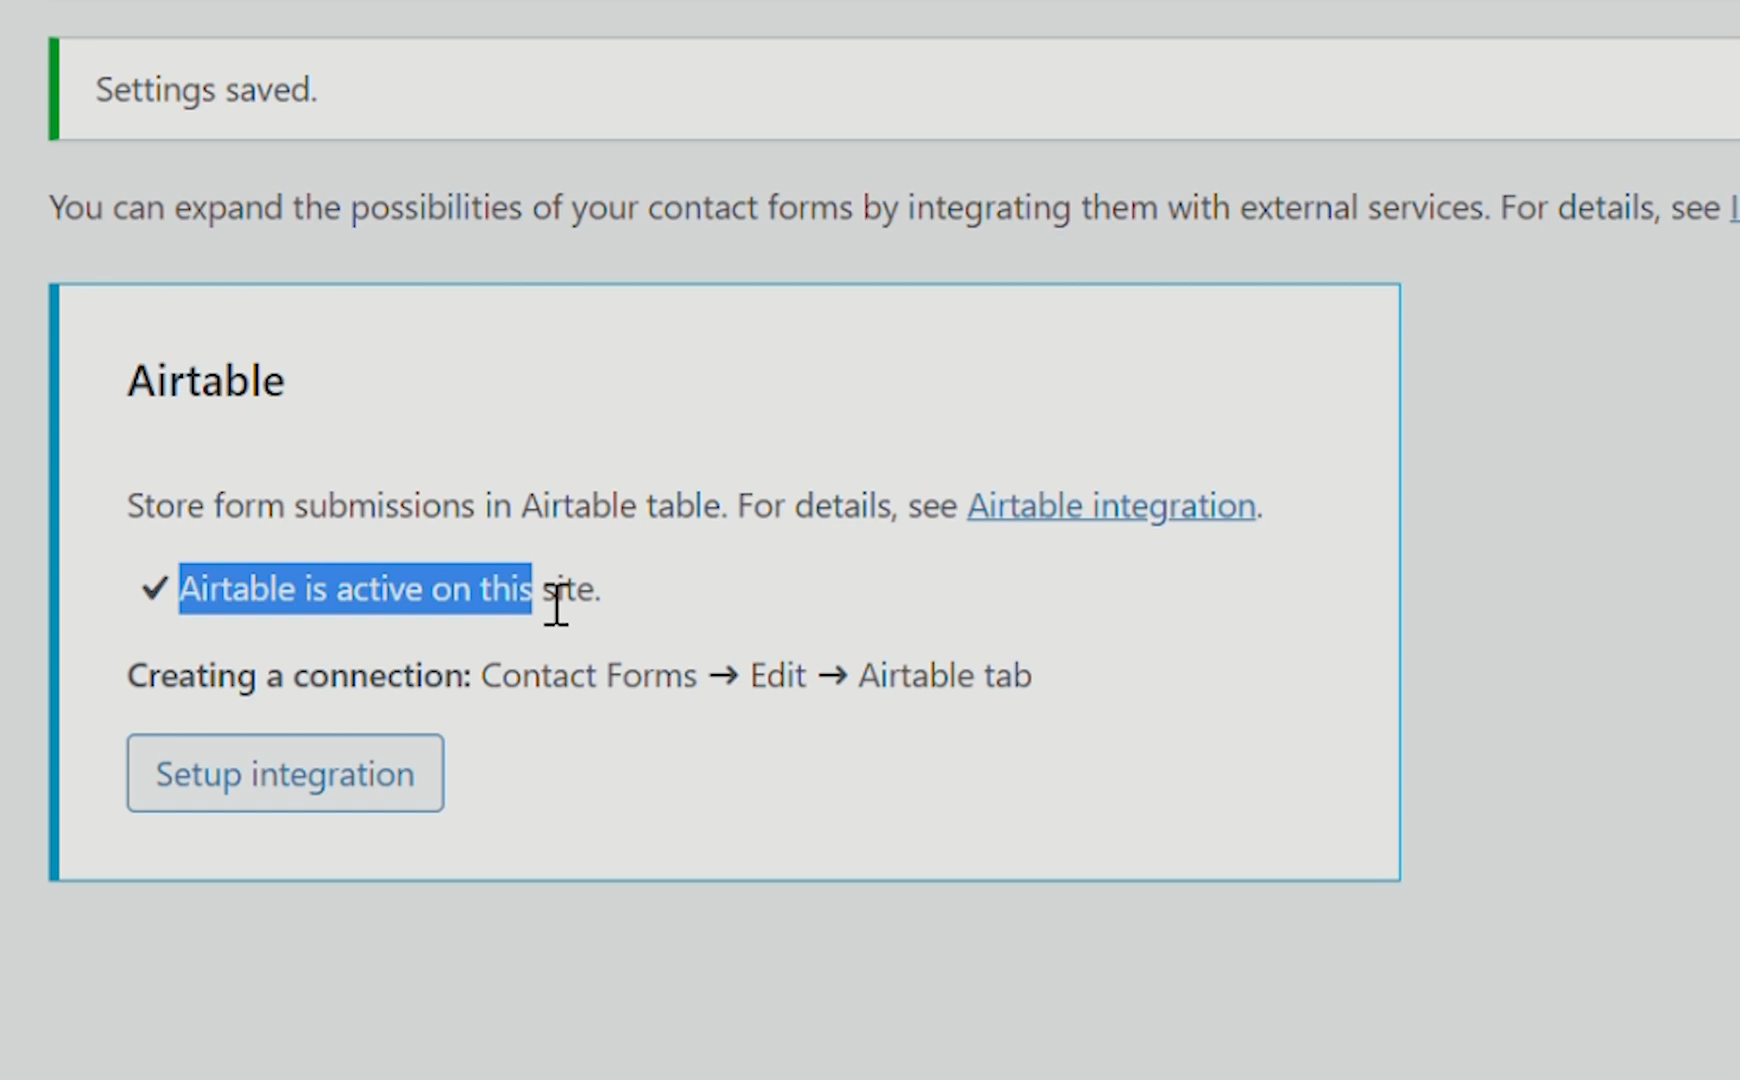 Settings saved.
You can expand the possibilities of your contact forms by integrating them with external services. For details, see
Airtable
Store form submissions in Airtable table. For details, see Airtable integration.
✔ Airtable is active on this site.
Creating a connection: Contact Forms → Edit → Airtable tab
Setup integration